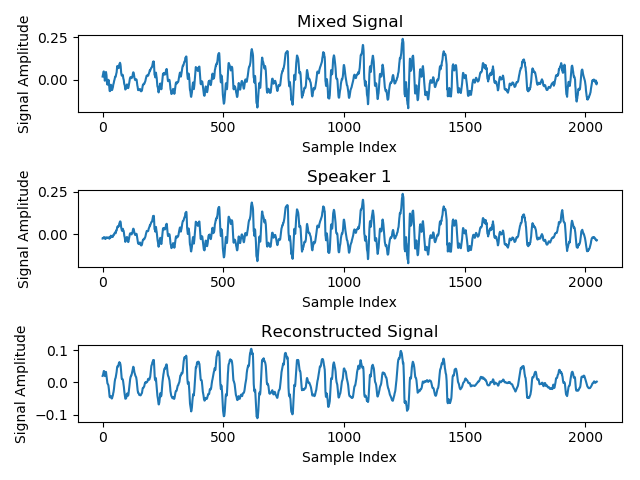 Mixed Signal
Signal Amplitude
0.25
0.00
0 500 1000 1500 2000
Sample Index
Speaker 1
Signal Amplitude
0.25
0.00
0 500 1000 1500 2000
Sample Index
Reconstructed Signal
Signal Amplitude
0.1
0.0
−0.1
0 500 1000 1500 2000
Sample Index